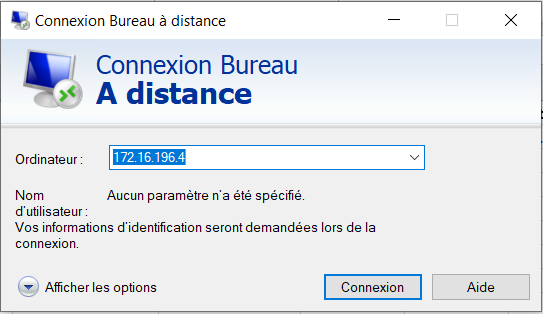 Connexion Bureau à distance
Connexion Bureau
A distance
Ordinateur :
172.16.196.4
Nom d'utilisateur :
Aucun paramètre n'a été spécifié.
Vos informations d'identification seront demandées lors de la
connexion.
Afficher les options
Connexion
Aide